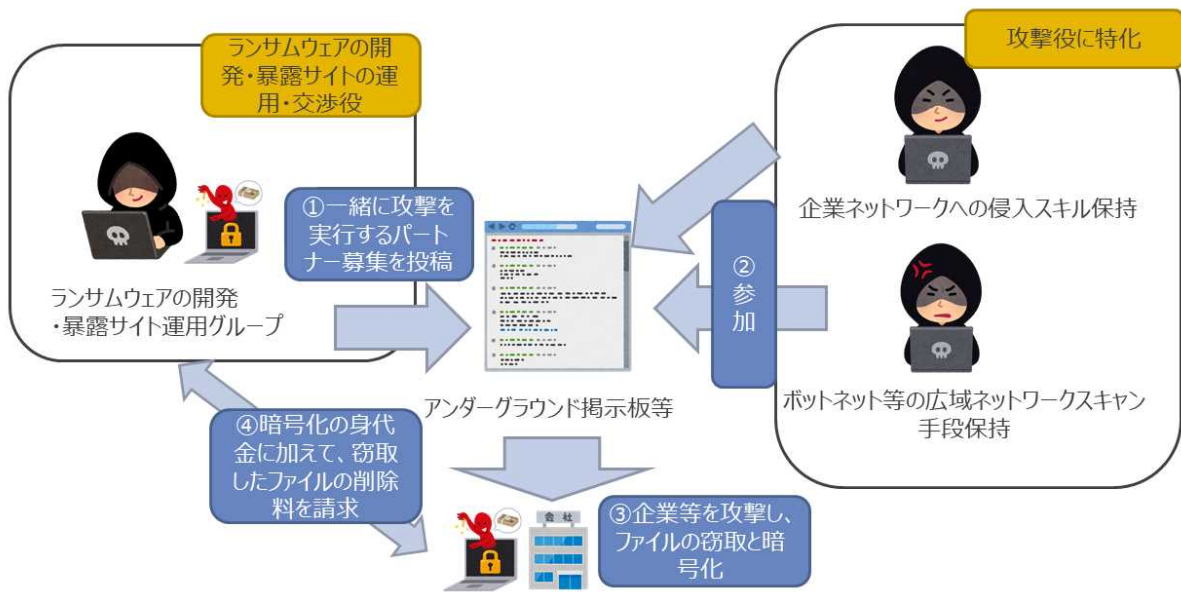 ランサムウェアの開
発・暴露サイトの運
用・交渉役
攻撃役に特化
①一緒に攻撃を
実行するパート
ナー募集を投稿
企業ネットワークへの侵入スキル保持
ランサムウェアの開発
・暴露サイト運用グループ
②
参
加
アンダーグラウンド掲示板等
ボットネット等の広域ネットワークスキャン
手段保持
④暗号化の身代
金に加えて、窃取
したファイルの削除
料を請求
会社
③企業等を攻撃し、
ファイルの窃取と暗
号化